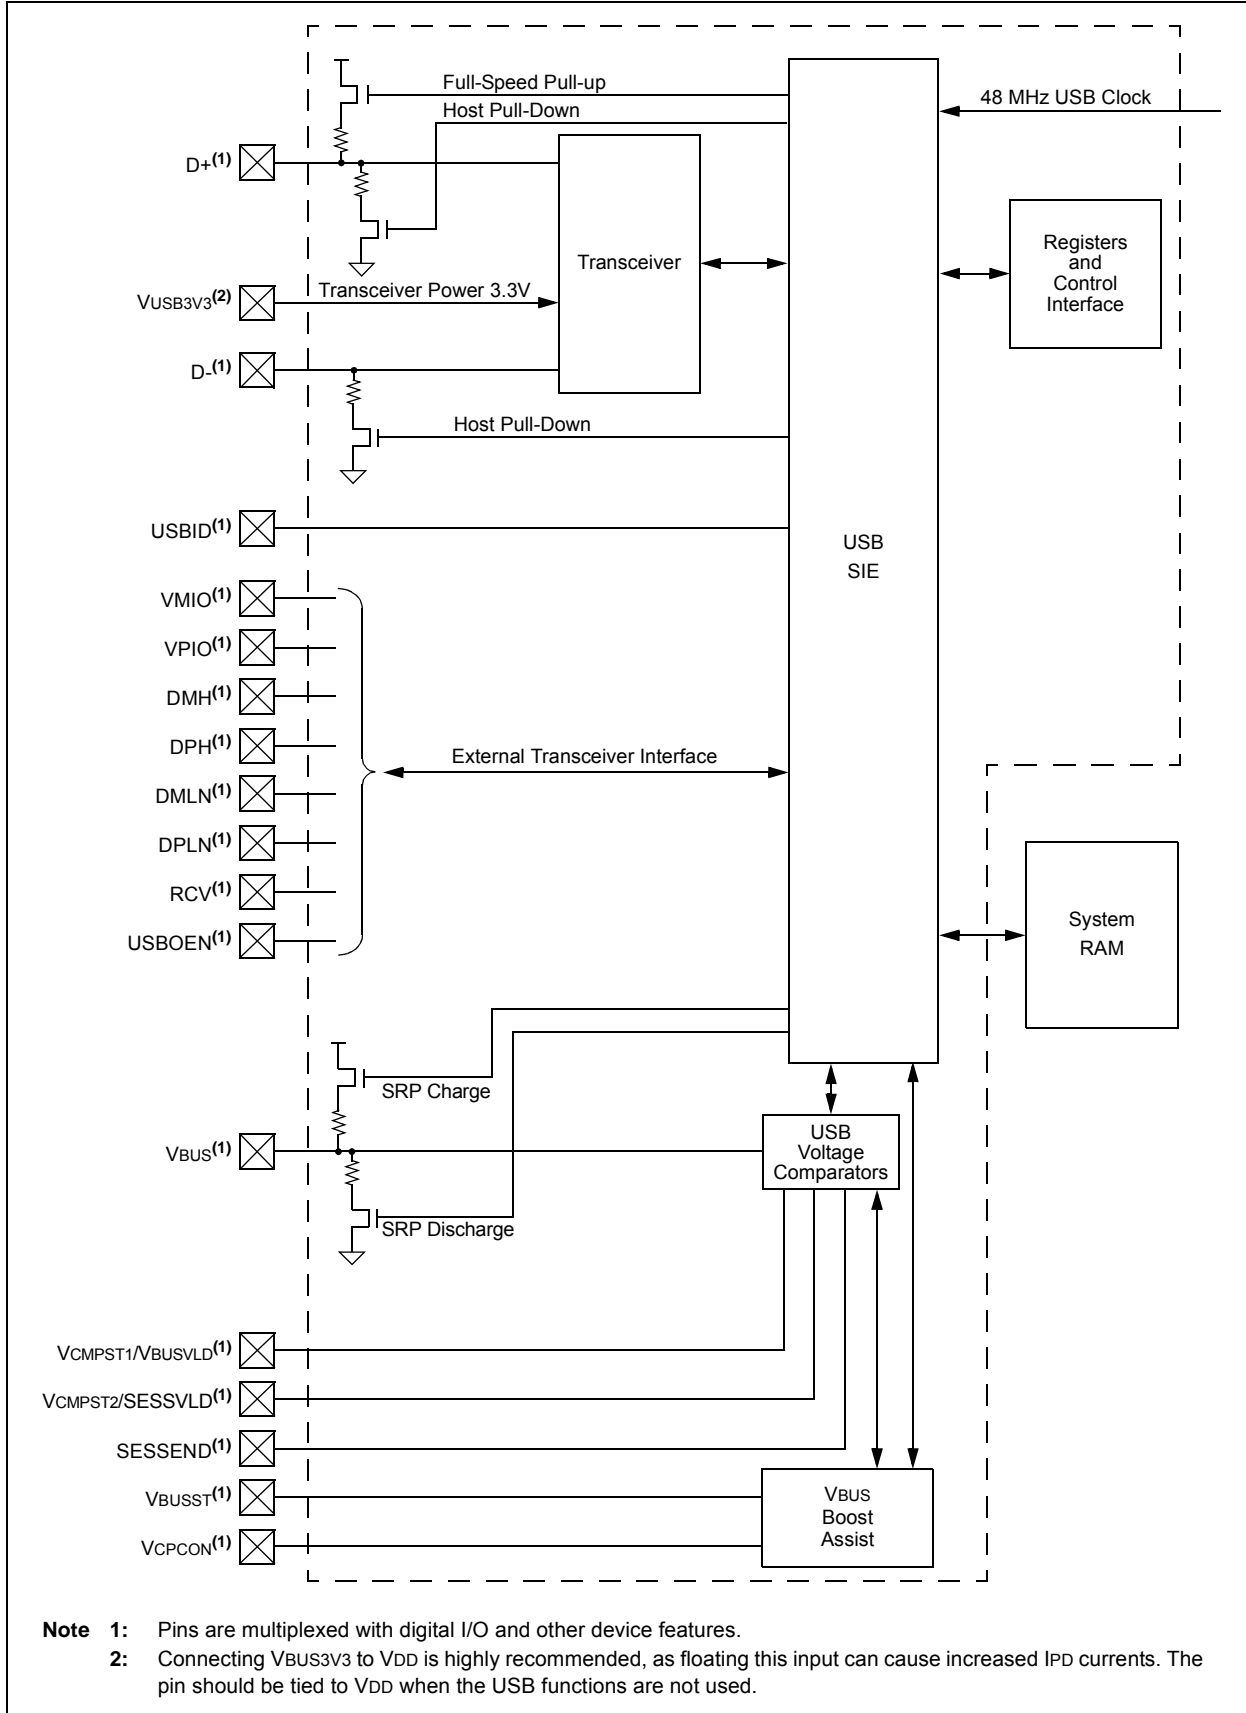 Full-Speed Pull-up
48 MHz USB Clock
Host Pull-Down
D+(1)
Transceiver
Registers
and
Control
Interface
VUSB3V3(2)
Transceiver Power 3.3V
D-(1)
Host Pull-Down
USBID(1)
USB
SIE
VMIO(1)
VPIO(1)
DMH(1)
DPH(1)
External Transceiver Interface
DMLN(1)
DPLN(1)
RCV(1)
USBOEN(1)
System
RAM
SRP Charge
USB
Voltage
Comparators
VBUS(1)
SRP Discharge
VCMPST1/VBUSVLD(1)
VCMPST2/SESSVLD(1)
SESSEND(1)
VBUSST(1)
VCPCON(1)
VBUS
Boost
Assist
Note 1: Pins are multiplexed with digital I/O and other device features.
2: Connecting VBUS3V3 to VDD is highly recommended, as floating this input can cause increased IPD currents. The
pin should be tied to VDD when the USB functions are not used.